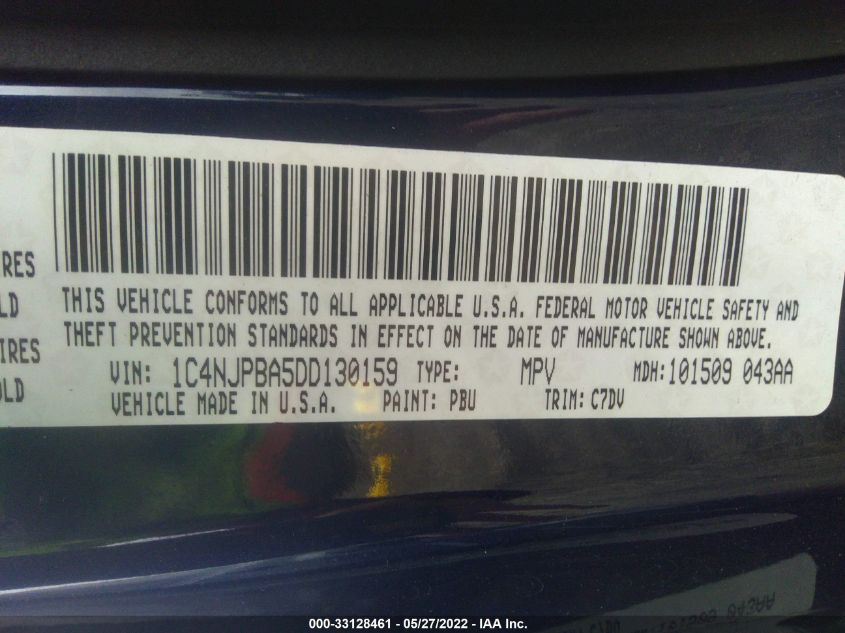 RES
LD
IRES
OLD
THIS VEHICLE CONFORMS TO ALL APPLICABLE U.S.A. FEDERAL MOTOR VEHICLE SAFETY AND
THEFT PREVENTION STANDARDS IN EFFECT ON THE DATE OF MANUFACTURE SHOWN ABOVE.
VIN: 1C4NJPBA5DD130159 TYPE: MPV MDH: 101509 043AA
VEHICLE MADE IN U.S.A. PAINT: PBU TRIM: C7DV
000-33128461 - 05/27/2022 - IAA Inc.